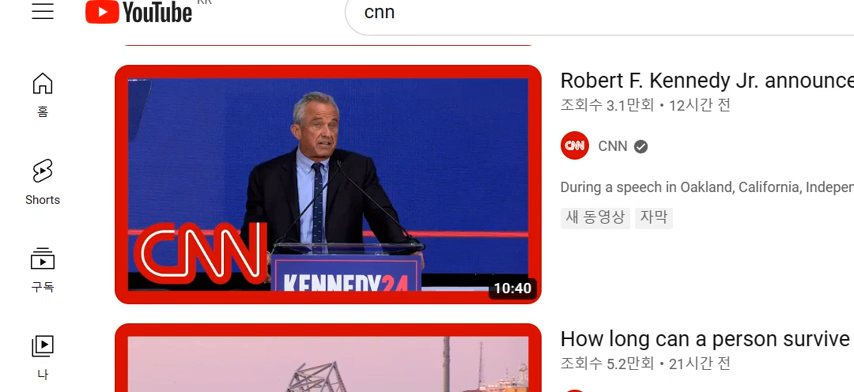 YouTube KR
cnn
홈
Shorts
구독
나
CNN
KENNEDY24
10:40
Robert F. Kennedy Jr. announce
조회수 3.1만회 • 12시간 전
CNN CNN
During a speech in Oakland, California, Indepen
새 동영상 자막
How long can a person survive
조회수 5.2만회 • 21시간 전